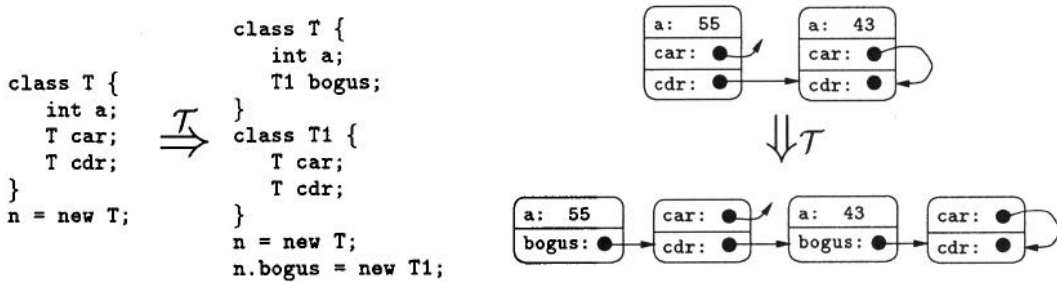 class T {
int a;
T car;
T cdr;
}
n = new T;
𝒯
⇒
class T {
int a;
T1 bogus;
}
class T1 {
T car;
T cdr;
}
n = new T;
n.bogus = new T1;
a: 55
car:
cdr:
a: 43
car:
cdr:
⇓ 𝒯
a: 55
bogus:
car:
cdr:
a: 43
bogus:
car:
cdr: